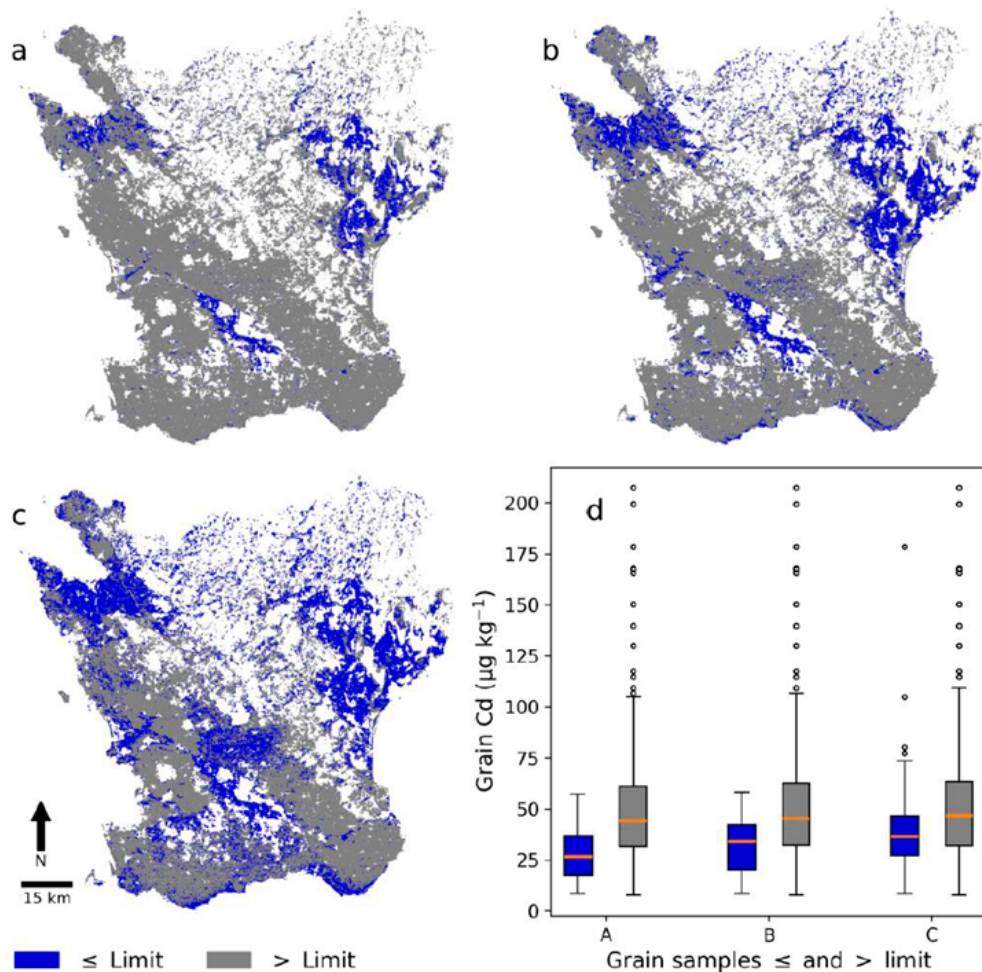 a
b
c
N
15 km
≤ Limit
> Limit
d
Grain Cd (µg kg⁻¹)
200
175
150
125
100
75
50
25
0
A B C
Grain samples ≤ and > limit